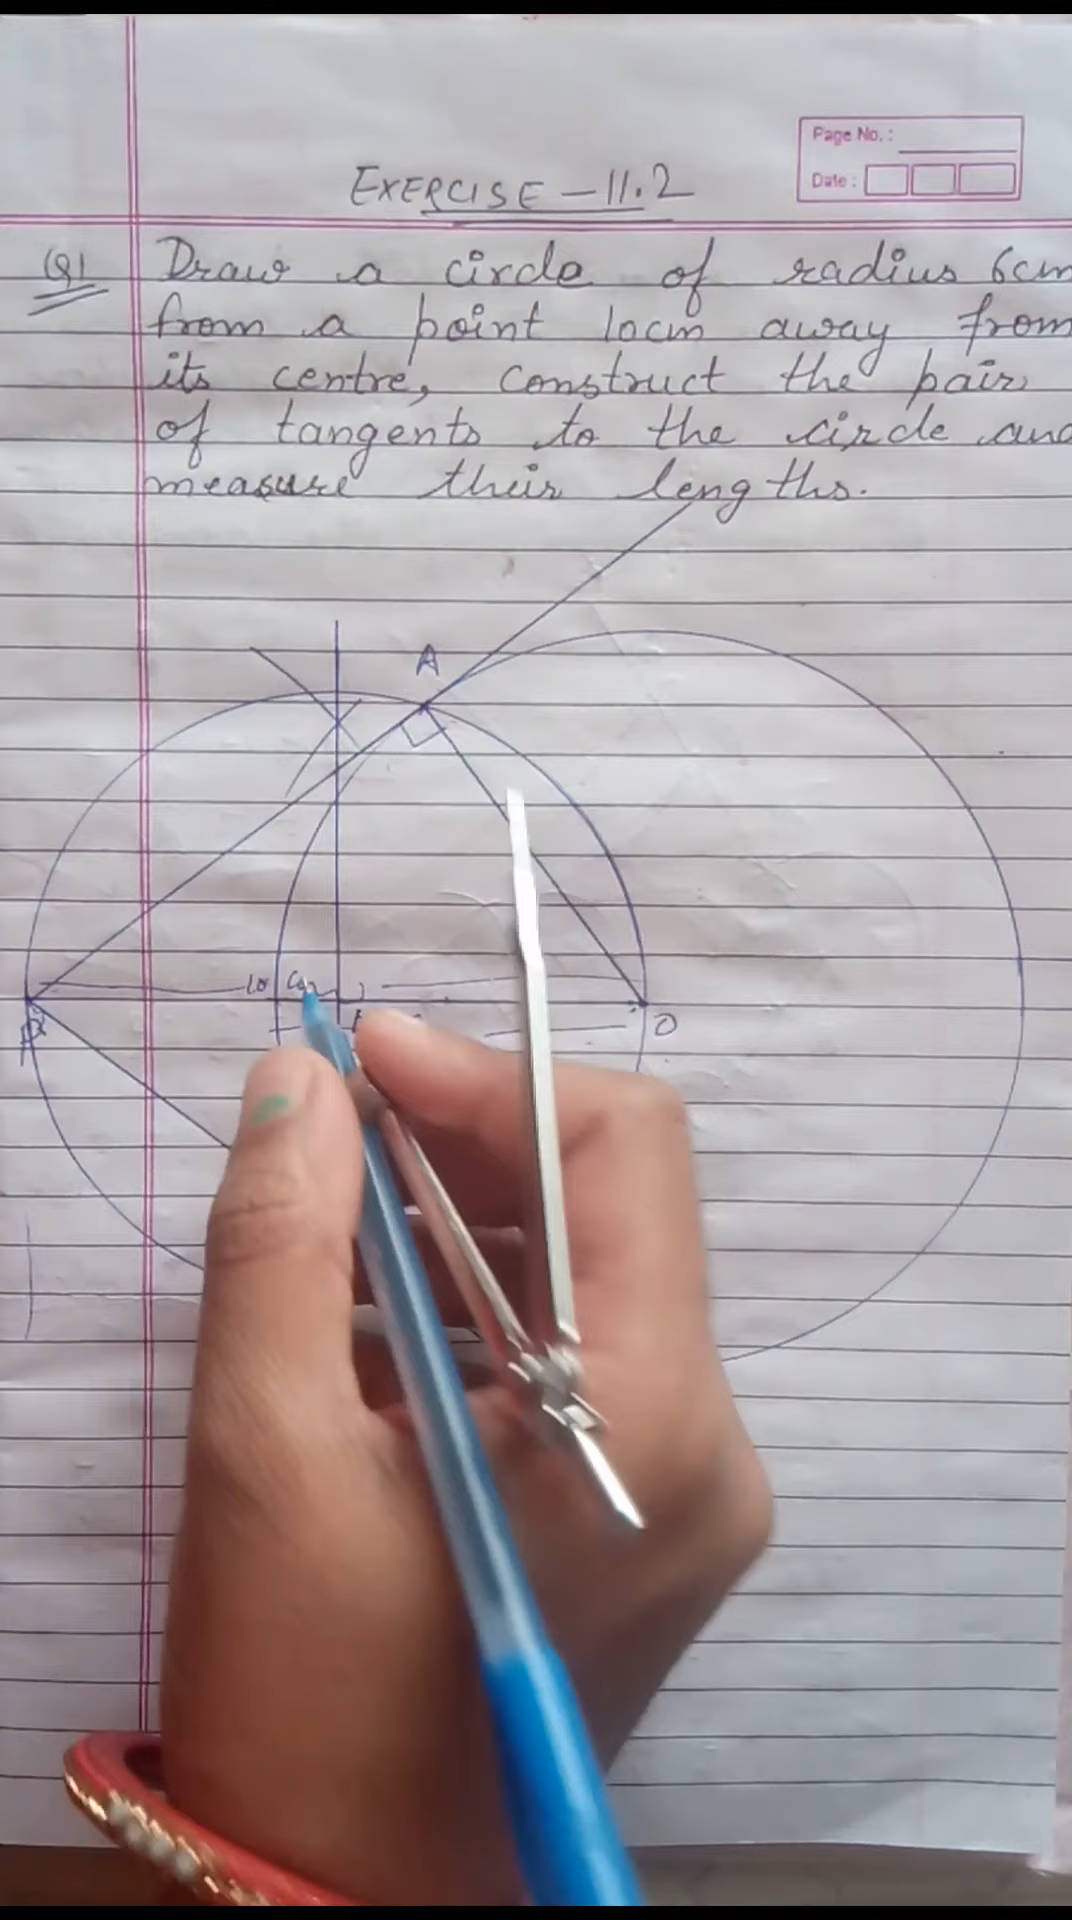 Page No. :
Date :
EXERCISE - 11.2
Q1 Draw a circle of radius 6cm
from a point 10cm away from
its centre, construct the pair
of tangents to the circle and
measure their lengths.
A
10 cm
P
O